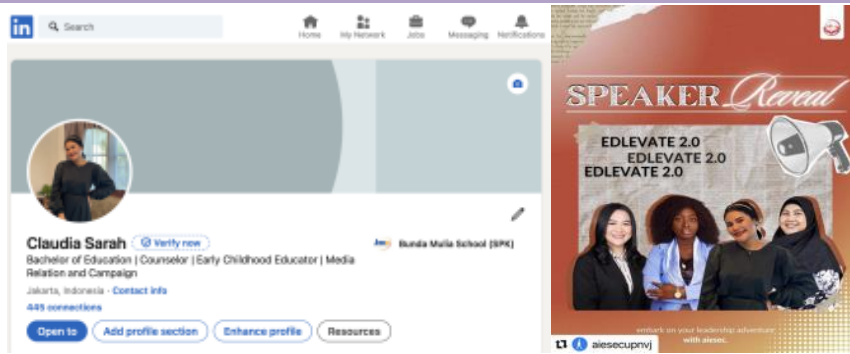 in
Search
Home
My Network
Jobs
Messaging
Notifications
Claudia Sarah
Verify now
Bachelor of Education | Counselor | Early Childhood Educator | Media
Relation and Campaign
Bunda Mulia School (SPK)
Jakarta, Indonesia · Contact info
445 connections
Open to
Add profile section
Enhance profile
Resources
SPEAKER Reveal
EDLEVATE 2.0
EDLEVATE 2.0
EDLEVATE 2.0
embark on your leadership adventure
with aiesec.
aiesecupnvj